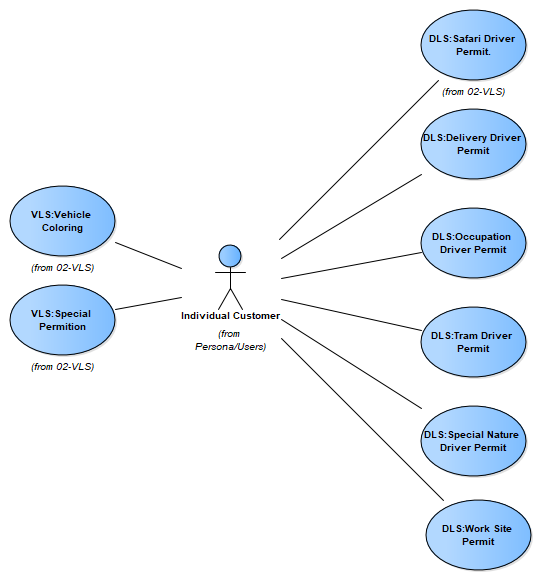 DLS:Safari Driver
Permit.
(from 02-VLS)
DLS:Delivery Driver
Permit
VLS:Vehicle
Coloring
(from 02-VLS)
DLS:Occupation
Driver Permit
VLS:Special
Permition
(from 02-VLS)
Individual Customer
(from
Persona/Users)
DLS:Tram Driver
Permit
DLS:Special Nature
Driver Permit
DLS:Work Site
Permit